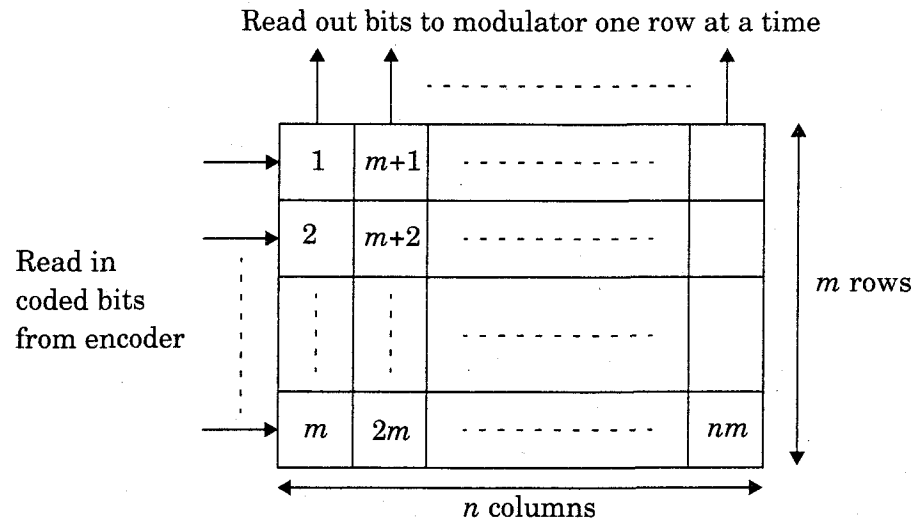 Read out bits to modulator one row at a time
1 m+1
2 m+2
Read in
coded bits
from encoder
m rows
m 2m nm
n columns